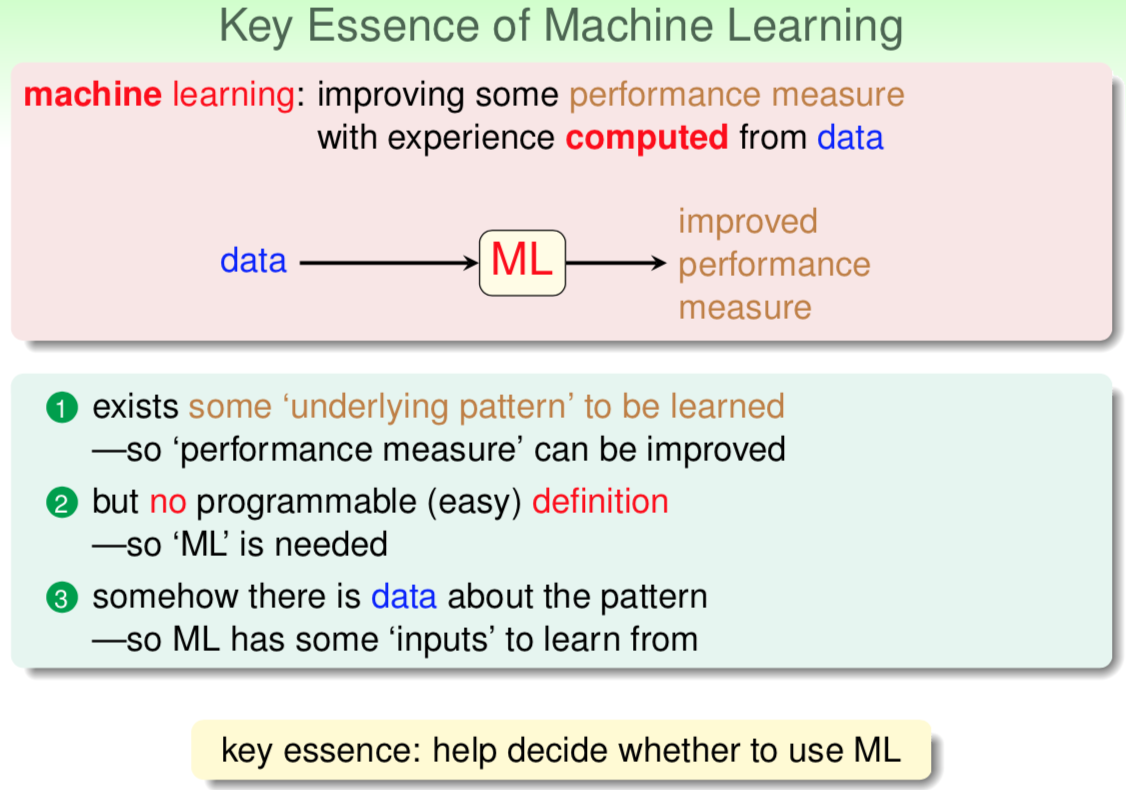 Key Essence of Machine Learning
machine learning: improving some performance measure
with experience computed from data
data
ML
improved
performance
measure
1 exists some ‘underlying pattern’ to be learned
—so ‘performance measure’ can be improved
2 but no programmable (easy) definition
—so ‘ML’ is needed
3 somehow there is data about the pattern
—so ML has some ‘inputs’ to learn from
key essence: help decide whether to use ML